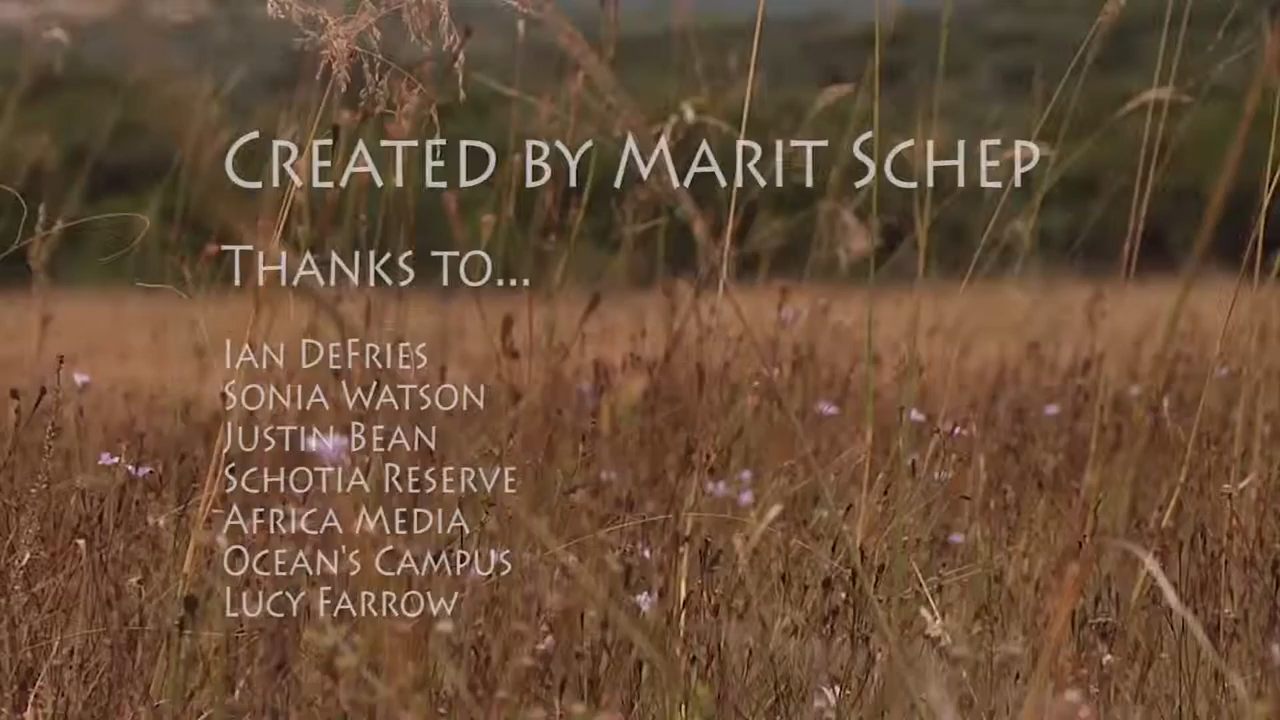 Created by Marit Schep
Thanks to...
Ian DeFries
Sonia Watson
Justin Bean
Schotia Reserve
Africa Media
Ocean's Campus
Lucy Farrow